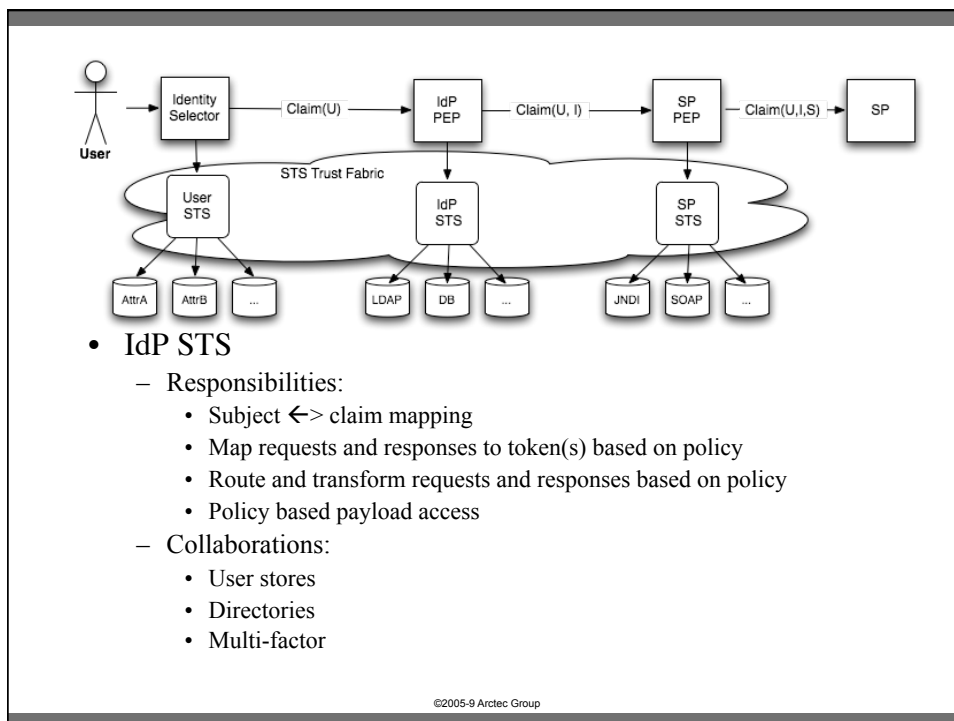 User
Identity
Selector
Claim(U)
IdP
PEP
Claim(U, I)
SP
PEP
Claim(U,I,S)
SP
STS Trust Fabric
User
STS
IdP
STS
SP
STS
AttrA
AttrB
...
LDAP
DB
...
JNDI
SOAP
...
• IdP STS
– Responsibilities:
• Subject ←> claim mapping
• Map requests and responses to token(s) based on policy
• Route and transform requests and responses based on policy
• Policy based payload access
– Collaborations:
• User stores
• Directories
• Multi-factor
©2005-9 Arctec Group